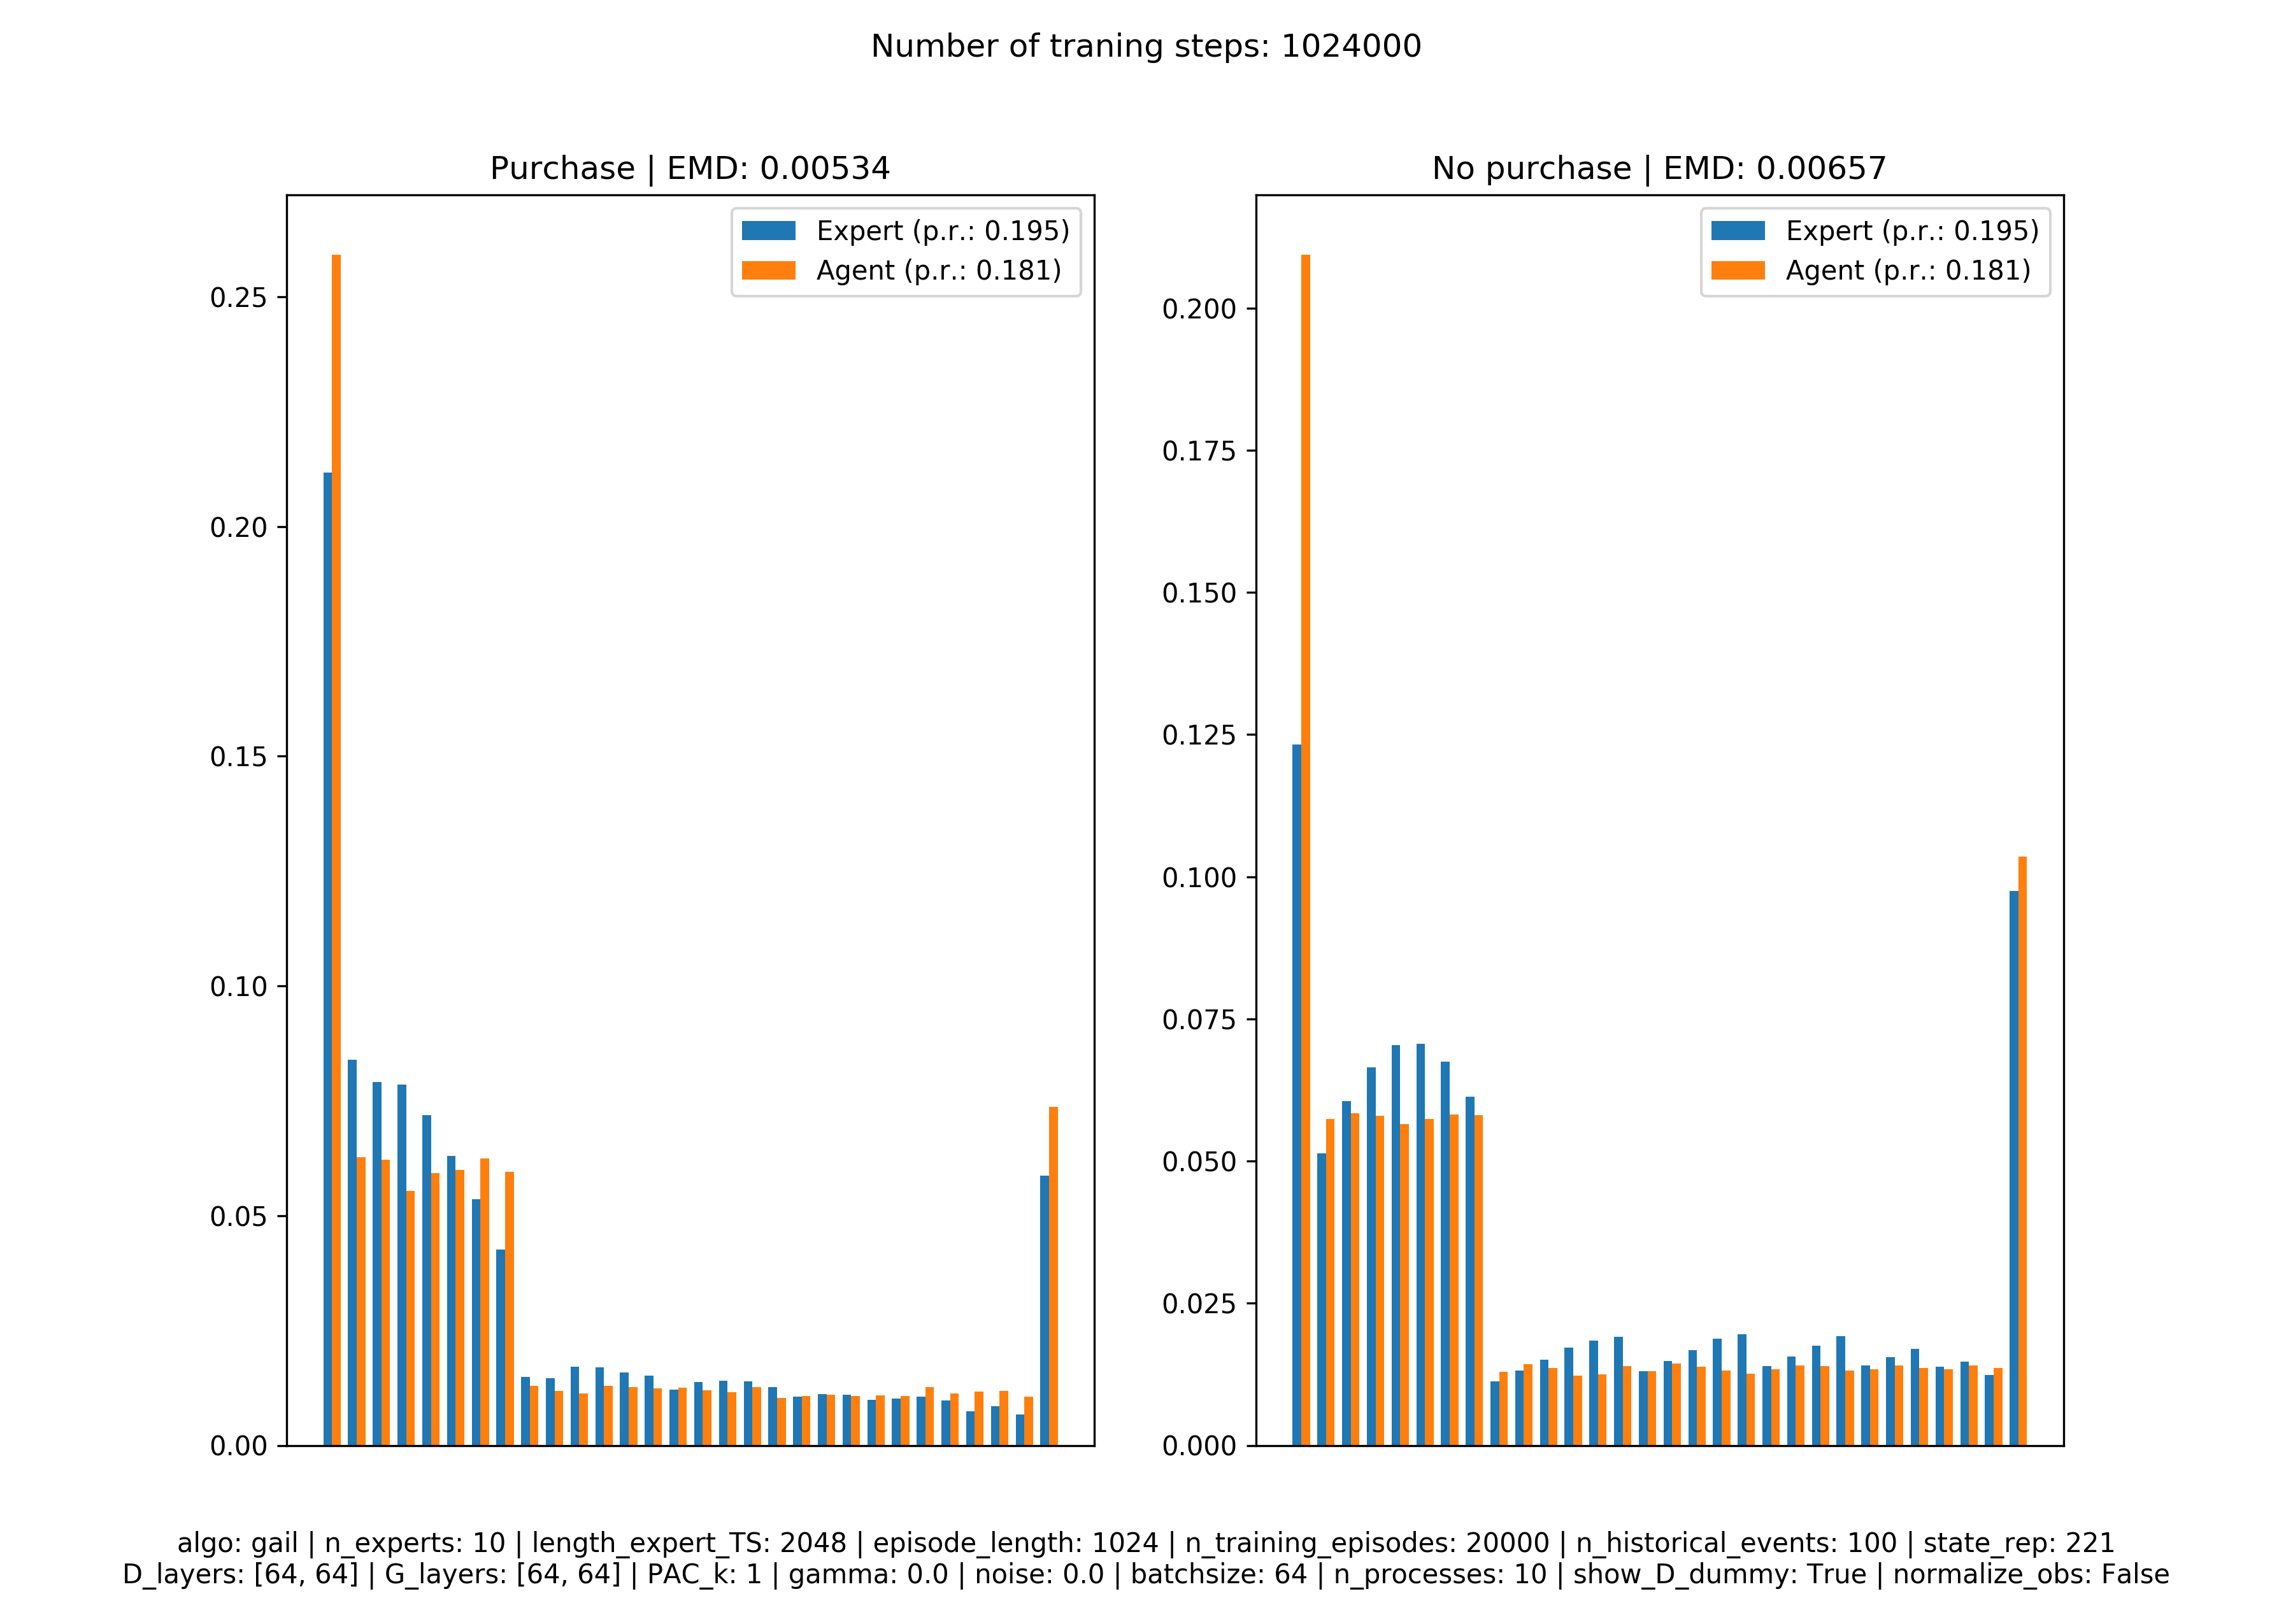 Number of traning steps: 1024000
Purchase | EMD: 0.00534
Expert (p.r.: 0.195)
Agent (p.r.: 0.181)
0.25
0.20
0.15
0.10
0.05
0.00
No purchase | EMD: 0.00657
Expert (p.r.: 0.195)
Agent (p.r.: 0.181)
0.200
0.175
0.150
0.125
0.100
0.075
0.050
0.025
0.000
algo: gail | n_experts: 10 | length_expert_TS: 2048 | episode_length: 1024 | n_training_episodes: 20000 | n_historical_events: 100 | state_rep: 221
D_layers: [64, 64] | G_layers: [64, 64] | PAC_k: 1 | gamma: 0.0 | noise: 0.0 | batchsize: 64 | n_processes: 10 | show_D_dummy: True | normalize_obs: False